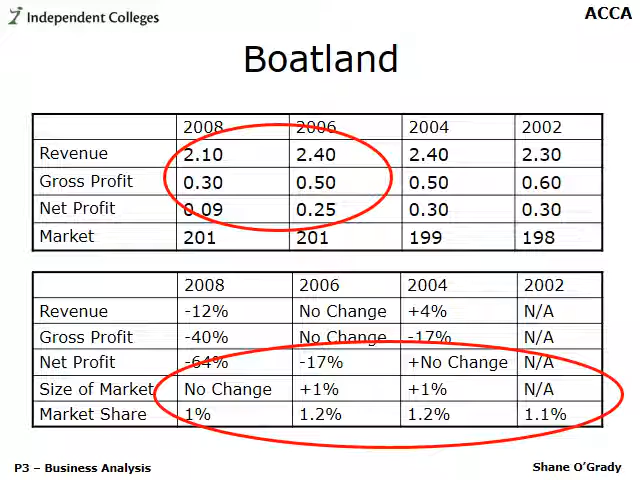 Independent Colleges
ACCA
Boatland
2008 2006 2004 2002
Revenue 2.10 2.40 2.40 2.30
Gross Profit 0.30 0.50 0.50 0.60
Net Profit 0.09 0.25 0.30 0.30
Market 201 201 199 198
2008 2006 2004 2002
Revenue -12% No Change +4% N/A
Gross Profit -40% No Change -17% N/A
Net Profit -64% -17% +No Change N/A
Size of Market No Change +1% +1% N/A
Market Share 1% 1.2% 1.2% 1.1%
P3 – Business Analysis
Shane O'Grady